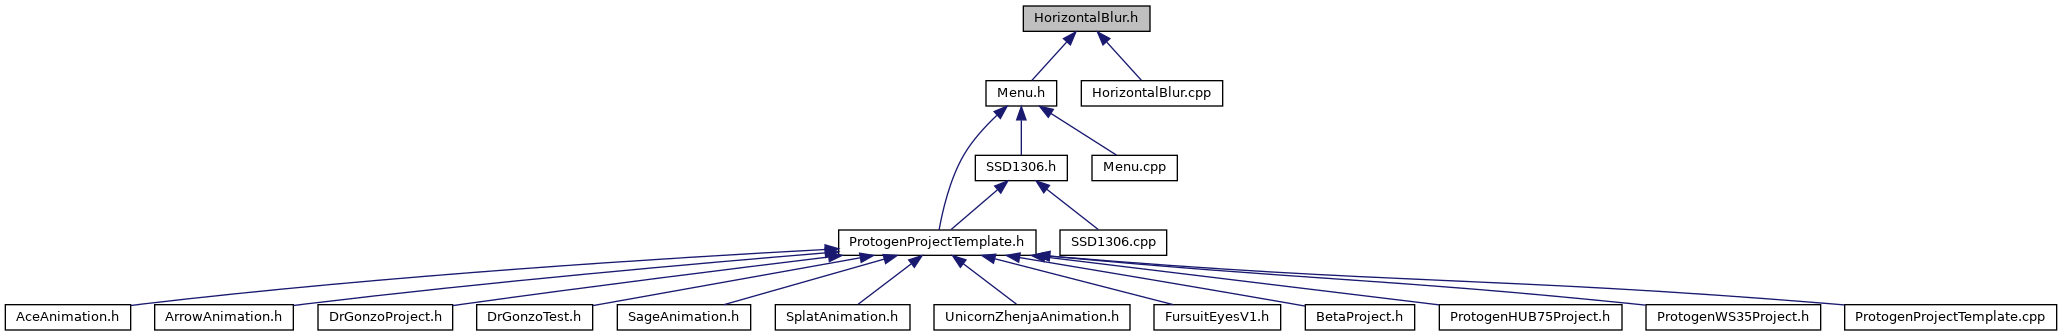 HorizontalBlur.h
Menu.h
HorizontalBlur.cpp
SSD1306.h
Menu.cpp
ProtogenProjectTemplate.h
SSD1306.cpp
AceAnimation.h
ArrowAnimation.h
DrGonzoProject.h
DrGonzoTest.h
SageAnimation.h
SplatAnimation.h
UnicornZhenjaAnimation.h
FursuitEyesV1.h
BetaProject.h
ProtogenHUB75Project.h
ProtogenWS35Project.h
ProtogenProjectTemplate.cpp